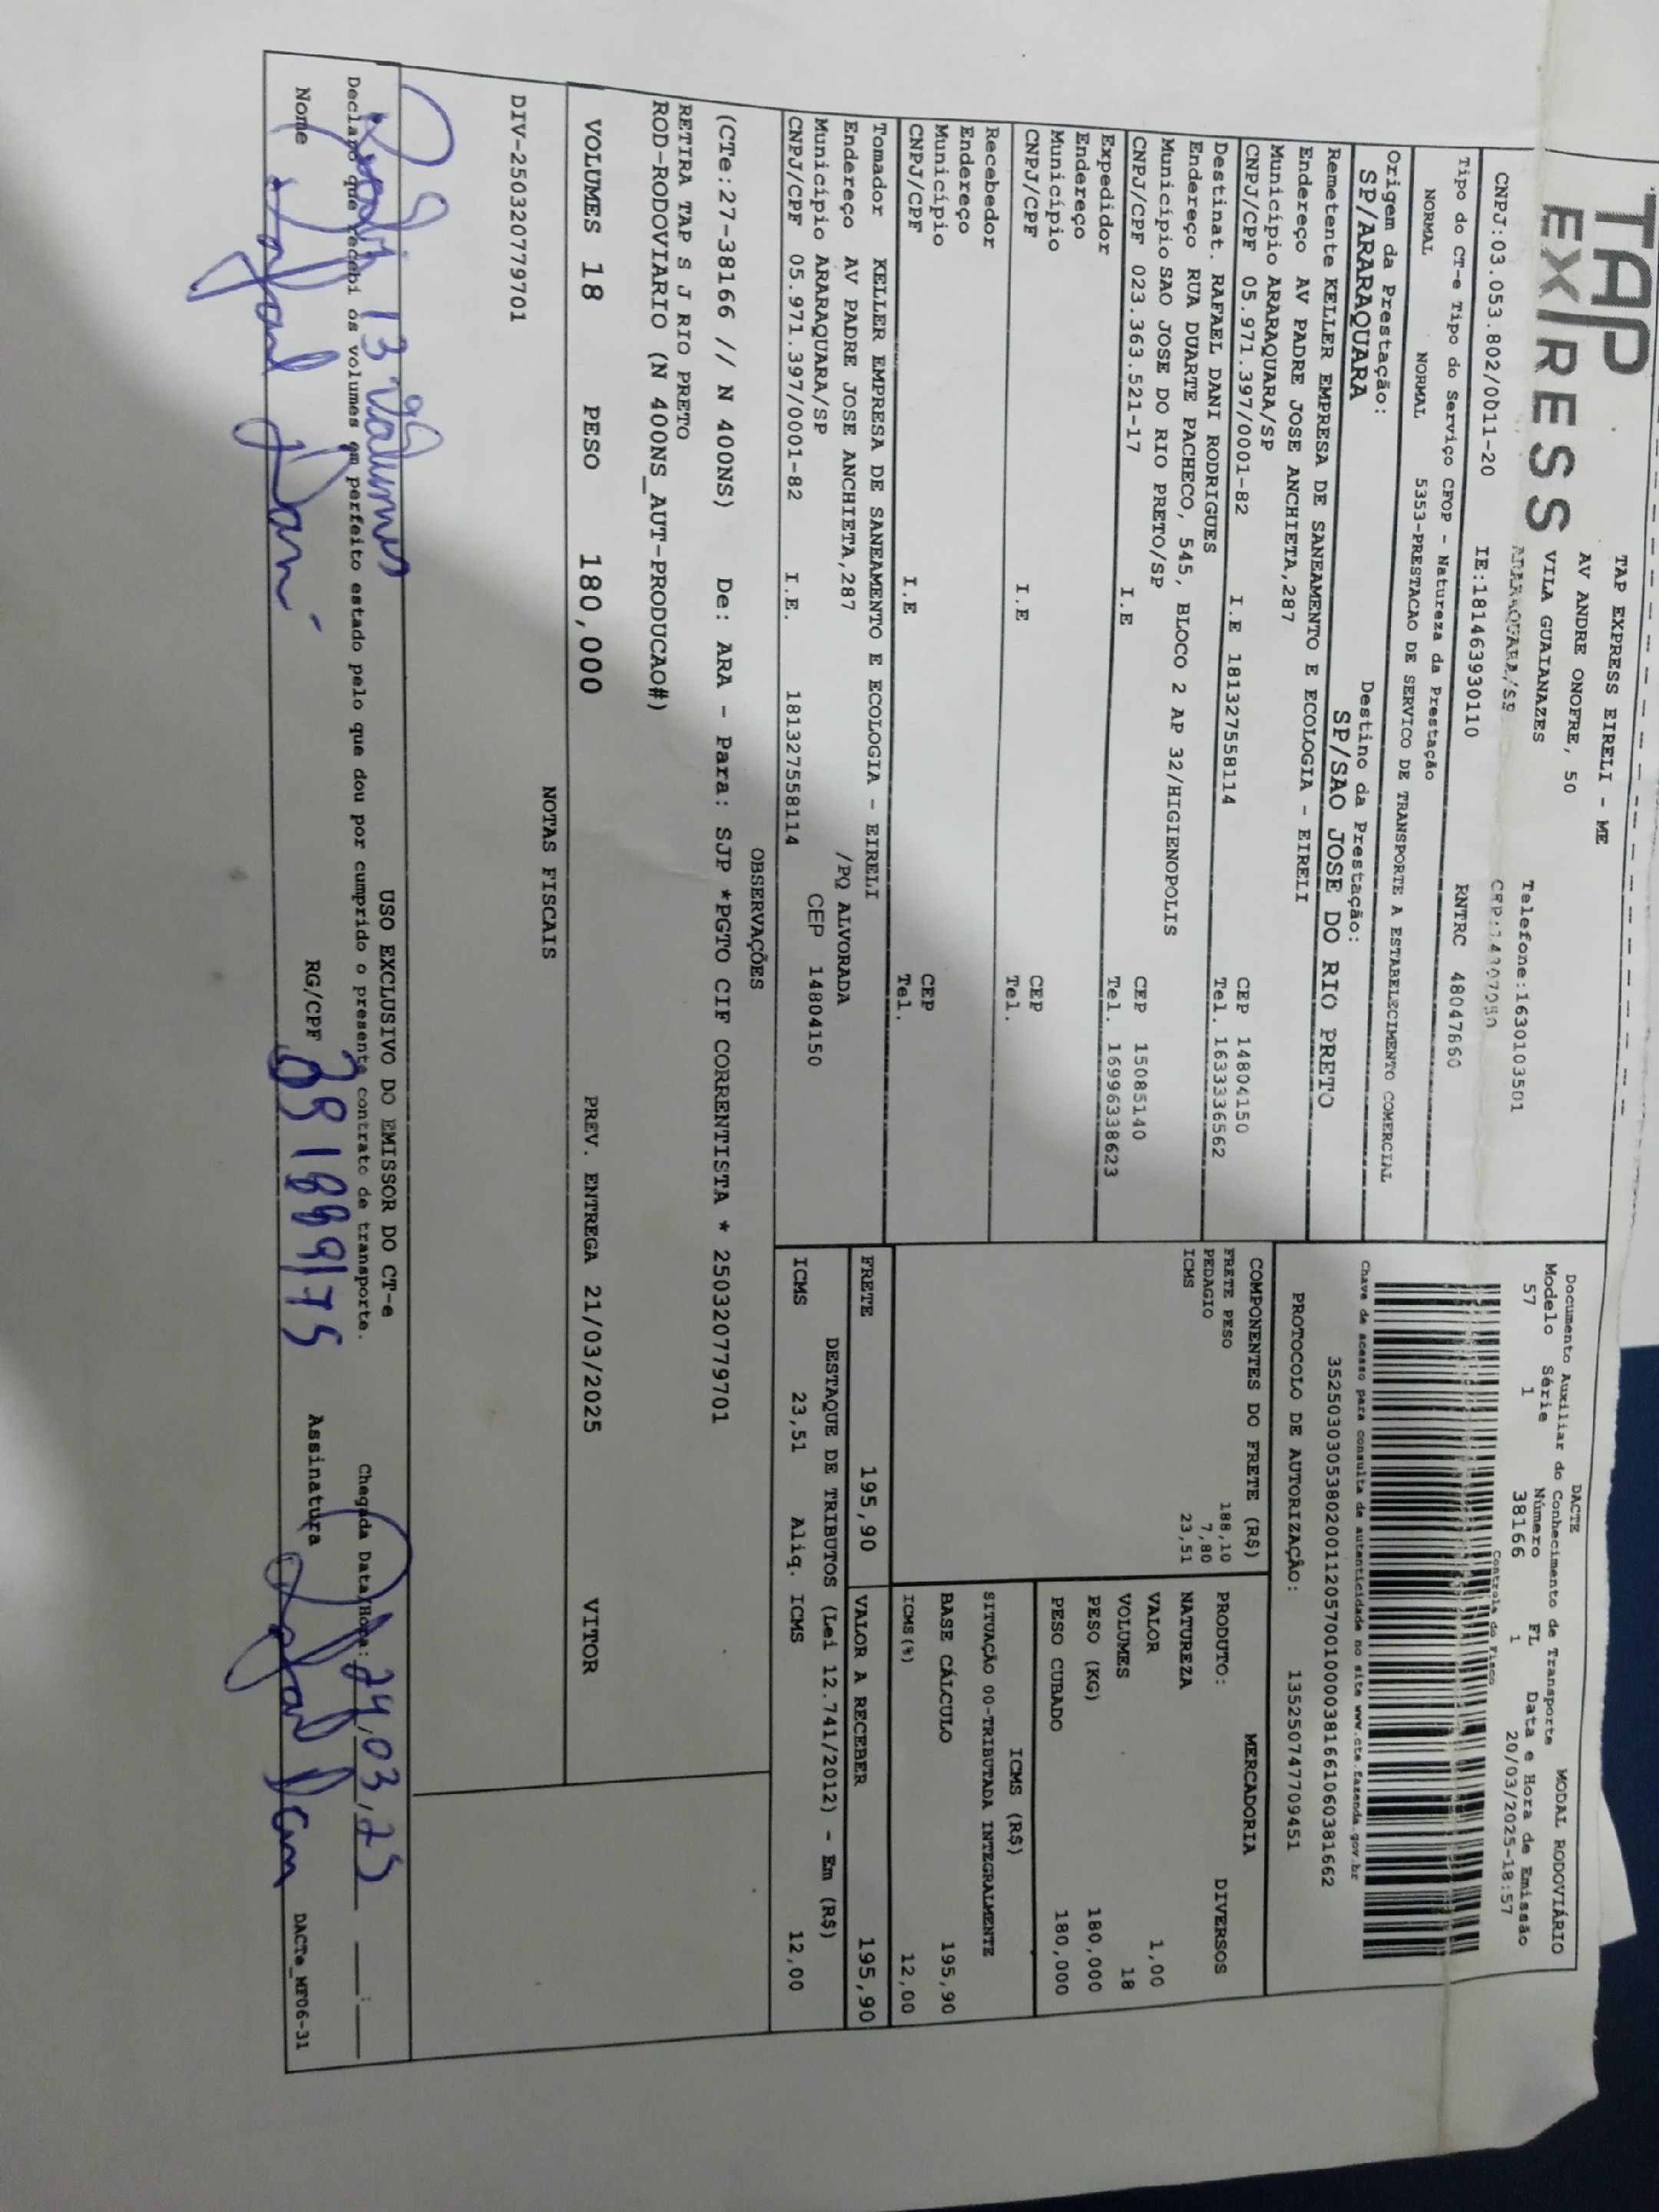 TAP
EXPRESS
TAP EXPRESS EIRELI - ME
AV ANDRE ONOFRE, 50
VILA GUAIANAZES Telefone:1630103501
ARARAQUARA/SP
CNPJ:03.053.802/0011-20 IE:181463930110 RNTRC 48047660
Tipo do CT-e Tipo do Serviço CFOP - Natureza da Prestação
NORMAL NORMAL 5353-PRESTACAO DE SERVICO DE TRANSPORTE A ESTABELECIMENTO COMERCIAL
Origem da Prestação: Destino da Prestação:
SP/ARARAQUARA SP/SAO JOSE DO RIO PRETO
DACTE MODAL RODOVIÁRIO
Documento Auxiliar do Conhecimento de Transporte
Modelo Série Número FL Data e Hora de Emissão
57 1 38166 1 20/03/2025-18:57
Controle do Fisco
Chave de acesso para consulta de autenticidade no site www.cte.fazenda.gov.br
35250303053802001120570010000381661060381662
PROTOCOLO DE AUTORIZAÇÃO: 135250747709451
Remetente KELLER EMPRESA DE SANEAMENTO E ECOLOGIA - EIRELI
Endereço AV PADRE JOSE ANCHIETA,287
Município ARARAQUARA/SP CEP 14804150
CNPJ/CPF 05.971.397/0001-82 I.E 181327558114 Tel. 1633336562
Destinat. RAFAEL DANI RODRIGUES
Endereço RUA DUARTE PACHECO, 545, BLOCO 2 AP 32/HIGIENOPOLIS
Município SAO JOSE DO RIO PRETO/SP CEP 15085140
CNPJ/CPF 023.363.521-17 I.E Tel. 16996338623
Expedidor
Endereço
Município CEP
CNPJ/CPF I.E Tel.
Recebedor
Endereço
Município CEP
CNPJ/CPF I.E Tel.
Tomador KELLER EMPRESA DE SANEAMENTO E ECOLOGIA - EIRELI
Endereço AV PADRE JOSE ANCHIETA,287 /PQ ALVORADA
Município ARARAQUARA/SP CEP 14804150
CNPJ/CPF 05.971.397/0001-82 I.E. 181327558114
COMPONENTES DO FRETE (R$)
FRETE PESO 188,10
PEDAGIO 7,80
ICMS 23,51
MERCADORIA
PRODUTO: DIVERSOS
NATUREZA
VALOR 1,00
VOLUMES 18
PESO (KG) 180,000
PESO CUBADO 180,000
ICMS (R$)
SITUAÇÃO 00-TRIBUTADA INTEGRALMENTE
BASE CÁLCULO 195,90
ICMS(%) 12,00
FRETE 195,90 VALOR A RECEBER 195,90
DESTAQUE DE TRIBUTOS (Lei 12.741/2012) - Em (R$)
ICMS 23,51 Aliq. ICMS 12,00
OBSERVAÇÕES
(CTe:27-38166 // N 400NS) De: ARA - Para: SJP *PGTO CIF CORRENTISTA * 250320779701
RETIRA TAP S J RIO PRETO
ROD-RODOVIARIO (N 400NS_AUT-PRODUCAO#)
VOLUMES 18 PESO 180,000 PREV. ENTREGA 21/03/2025 VITOR
NOTAS FISCAIS
DIV-250320779701
USO EXCLUSIVO DO EMISSOR DO CT-e
13 volumes
Declaro que recebi os volumes em perfeito estado pelo que dou por cumprido o presente contrato de transporte. Chegada Data/Hora: 24/03/25 __:__
Nome Rafael Dani RG/CPF Assinatura Rafael Dani DACTe_MF06-31